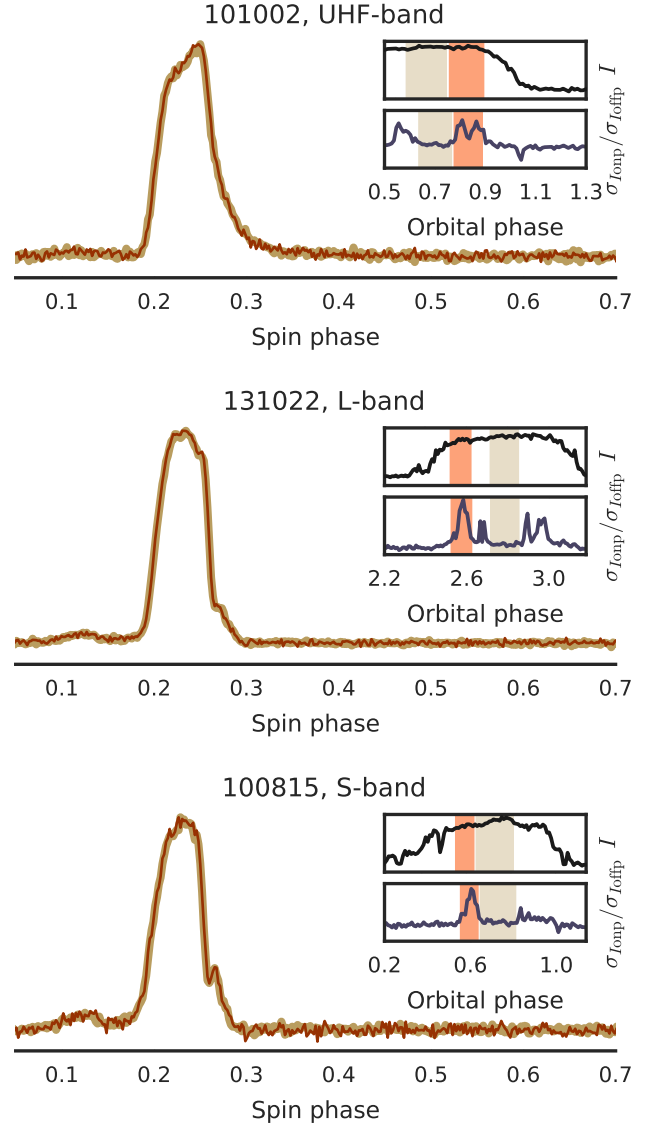 101002, UHF-band
I
σIonp/σIoffp
0.5 0.7 0.9 1.1 1.3
Orbital phase
0.1 0.2 0.3 0.4 0.5 0.6 0.7
Spin phase
131022, L-band
I
σIonp/σIoffp
2.2 2.6 3.0
Orbital phase
0.1 0.2 0.3 0.4 0.5 0.6 0.7
Spin phase
100815, S-band
I
σIonp/σIoffp
0.2 0.6 1.0
Orbital phase
0.1 0.2 0.3 0.4 0.5 0.6 0.7
Spin phase